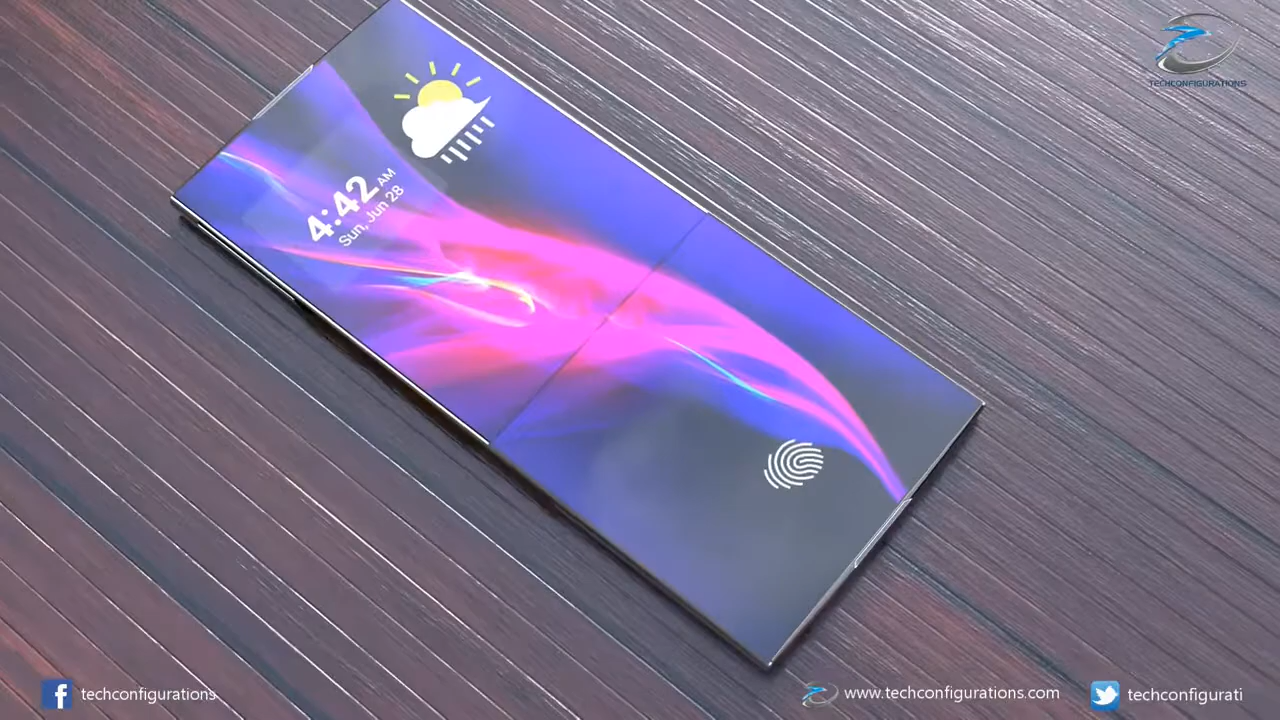 TECHCONFIGURATIONS
4:42 AM
Sun, Jun 28
techconfigurations
www.techconfigurations.com
techconfigurati